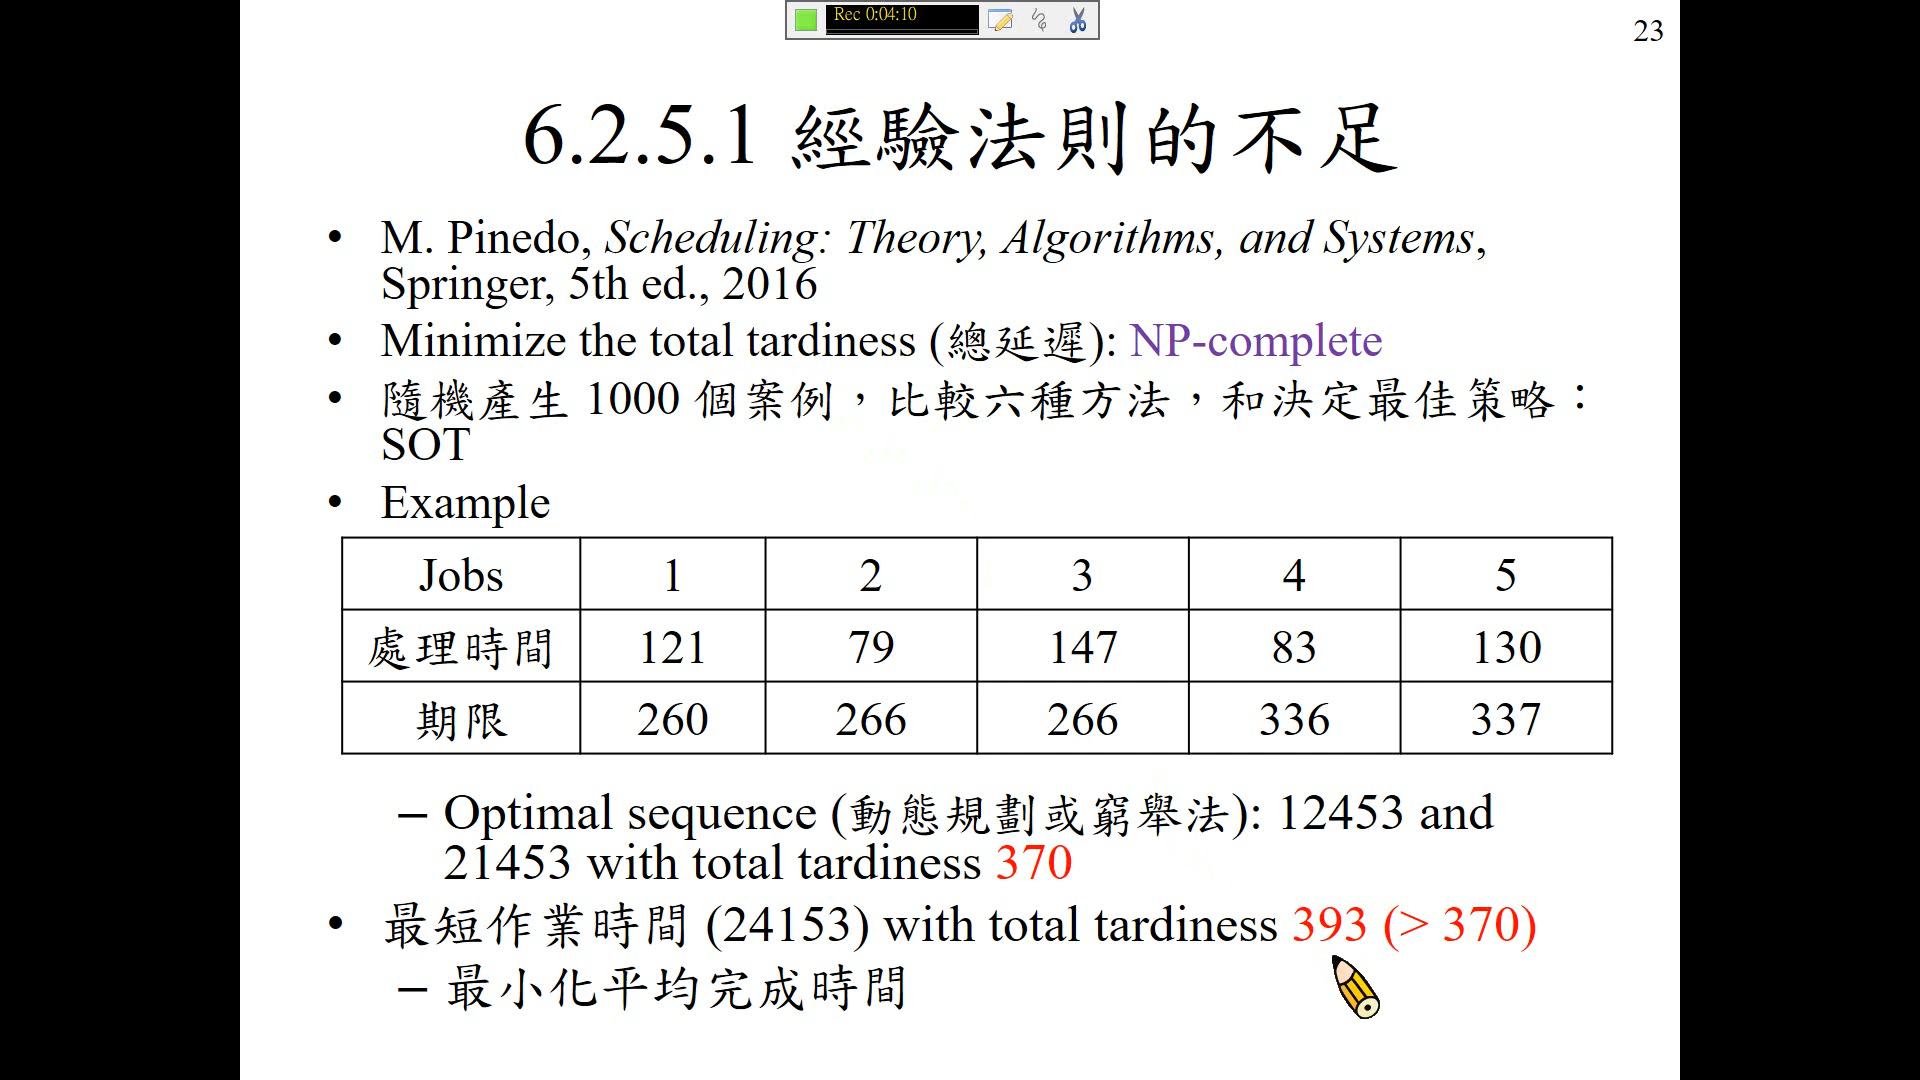 Rec 0:04:10
23
6.2.5.1 經驗法則的不足
• M. Pinedo, Scheduling: Theory, Algorithms, and Systems,
Springer, 5th ed., 2016
• Minimize the total tardiness (總延遲): NP-complete
• 隨機產生 1000 個案例，比較六種方法，和決定最佳策略：
SOT
• Example
Jobs 1 2 3 4 5
處理時間 121 79 147 83 130
期限 260 266 266 336 337
– Optimal sequence (動態規劃或窮舉法): 12453 and
21453 with total tardiness 370
• 最短作業時間 (24153) with total tardiness 393 (> 370)
– 最小化平均完成時間